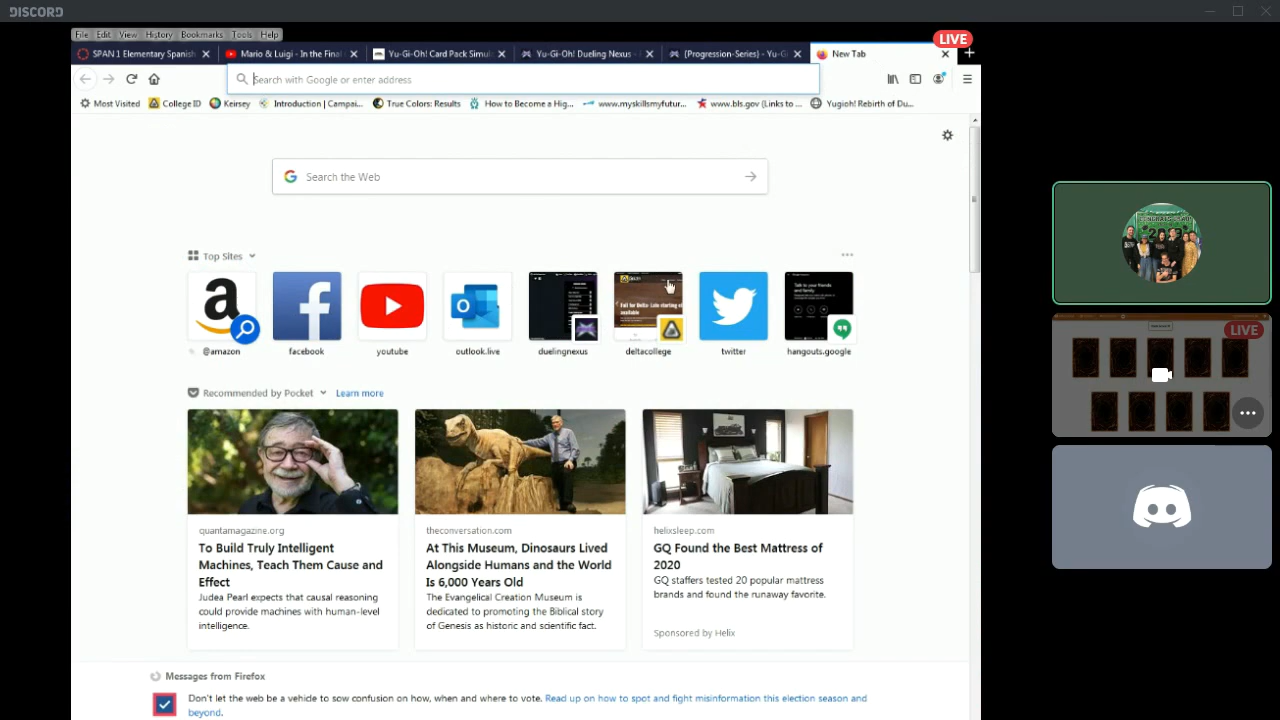 DISCORD
File Edit View History Bookmarks Tools Help
LIVE
SPAN 1 Elementary Spanish
Mario & Luigi - In the Final
Yu-Gi-Oh! Card Pack Simul
Yu-Gi-Oh! Dueling Nexus -
(Progression-Series) - Yu-G
New Tab
Search with Google or enter address
Most Visited College ID Keirsey Introduction | Campai... True Colors: Results How to Become a Hig... www.myskillsmyfutur... www.bls.gov (Links to ... Yugioh! Rebirth of Du...
Search the Web
Top Sites
a
f
@amazon facebook youtube outlook.live duelingnexus deltacollege twitter hangouts.google
Recommended by Pocket Learn more
quantamagazine.org
To Build Truly Intelligent
Machines, Teach Them Cause and
Effect
Judea Pearl expects that causal reasoning
could provide machines with human-level
intelligence.
theconversation.com
At This Museum, Dinosaurs Lived
Alongside Humans and the World
Is 6,000 Years Old
The Evangelical Creation Museum is
dedicated to promoting the Biblical story
of Genesis as historic and scientific fact.
helixsleep.com
GQ Found the Best Mattress of
2020
GQ staffers tested 20 popular mattress
brands and found the runaway favorite.
Sponsored by Helix
Messages from Firefox
Don't let the web be a vehicle to sow confusion on how, when and where to vote. Read up on how to spot and fight misinformation this election season and
beyond.
LIVE